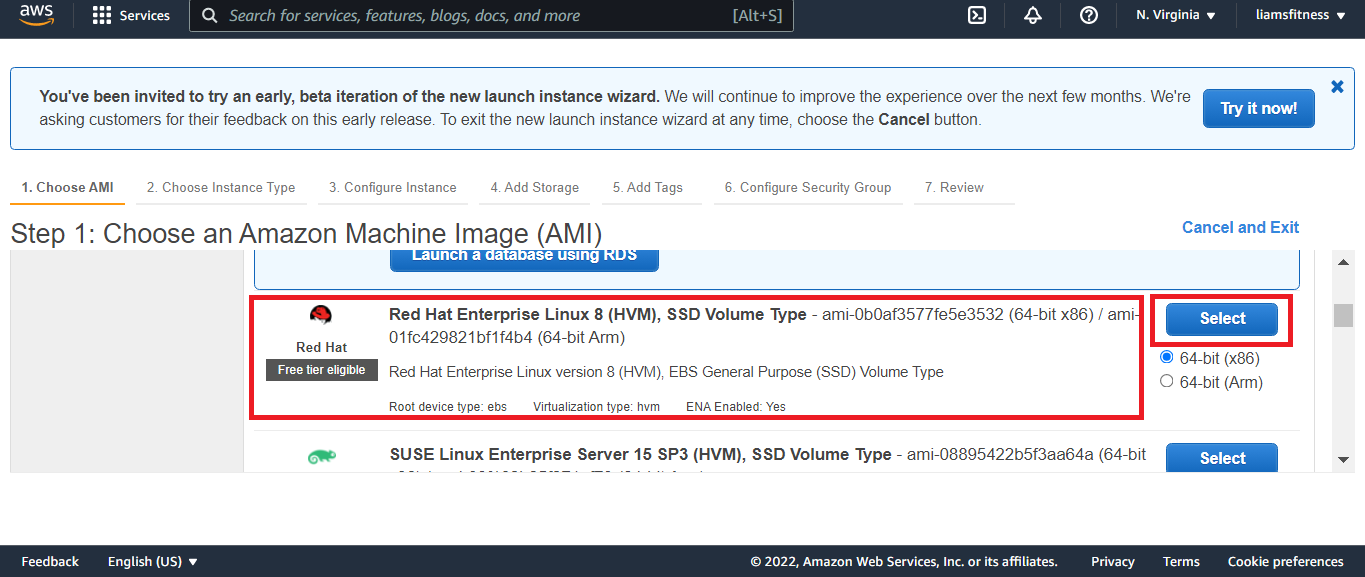 aws
Services
Search for services, features, blogs, docs, and more
[Alt+S]
N. Virginia
liamsfitness
You've been invited to try an early, beta iteration of the new launch instance wizard. We will continue to improve the experience over the next few months. We're
asking customers for their feedback on this early release. To exit the new launch instance wizard at any time, choose the Cancel button.
Try it now!
1. Choose AMI
2. Choose Instance Type
3. Configure Instance
4. Add Storage
5. Add Tags
6. Configure Security Group
7. Review
Step 1: Choose an Amazon Machine Image (AMI)
Cancel and Exit
Launch a database using RDS
Red Hat
Free tier eligible
Red Hat Enterprise Linux 8 (HVM), SSD Volume Type - ami-0b0af3577fe5e3532 (64-bit x86) / ami-
01fc429821bf1f4b4 (64-bit Arm)
Red Hat Enterprise Linux version 8 (HVM), EBS General Purpose (SSD) Volume Type
Root device type: ebs
Virtualization type: hvm
ENA Enabled: Yes
Select
64-bit (x86)
64-bit (Arm)
SUSE Linux Enterprise Server 15 SP3 (HVM), SSD Volume Type - ami-08895422b5f3aa64a (64-bit
Select
Feedback
English (US)
© 2022, Amazon Web Services, Inc. or its affiliates.
Privacy
Terms
Cookie preferences